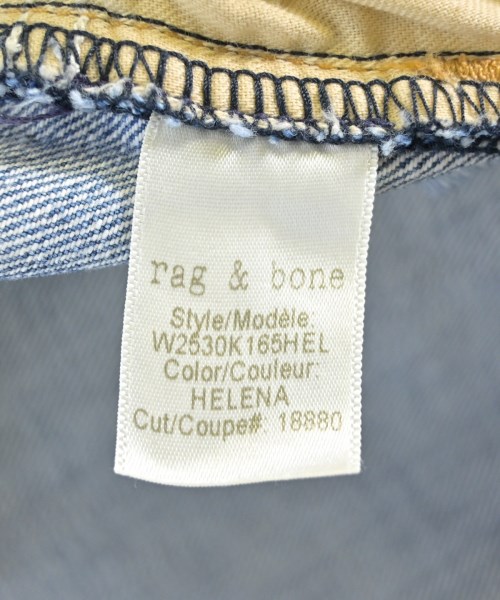 rag & bone
Style/Modèle:
W2530K165HEL
Color/Couleur:
HELENA
Cut/Coupe#: 18880